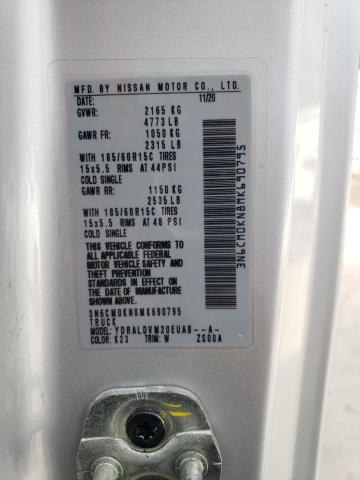 MFD. BY NISSAN MOTOR CO., LTD.
DATE: 11/20
GVWR: 2165 KG
4773 LB
GAWR FR: 1050 KG
2315 LB
WITH 185/60R15C TIRES
15x5.5 RIMS AT 44PSI
COLD SINGLE
GAWR RR: 1150 KG
2535 LB
WITH 185/60R15C TIRES
15x5.5 RIMS AT 48 PSI
COLD SINGLE
THIS VEHICLE CONFORMS TO
ALL APPLICABLE FEDERAL
MOTOR VEHICLE SAFETY AND
THEFT PREVENTION
STANDARDS IN EFFECT ON
THE DATE OF MANUFACTURE
SHOWN ABOVE.
3N6CM0KN8MK690795
TRUCK
MODEL: YDRALDVM20EUAB--A-
COLOR: K23 TRIM: W ZS00A
3N6CM0KN8MK690795